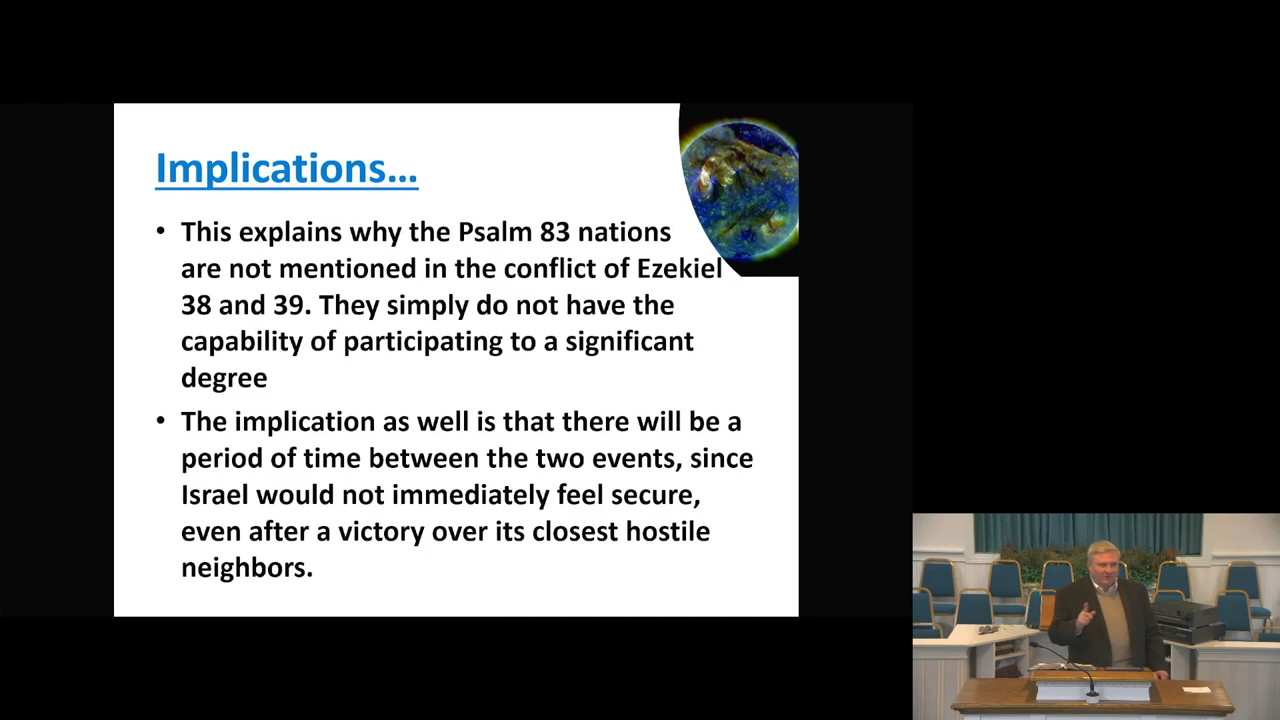 Implications…
• This explains why the Psalm 83 nations
are not mentioned in the conflict of Ezekiel
38 and 39. They simply do not have the
capability of participating to a significant
degree
• The implication as well is that there will be a
period of time between the two events, since
Israel would not immediately feel secure,
even after a victory over its closest hostile
neighbors.